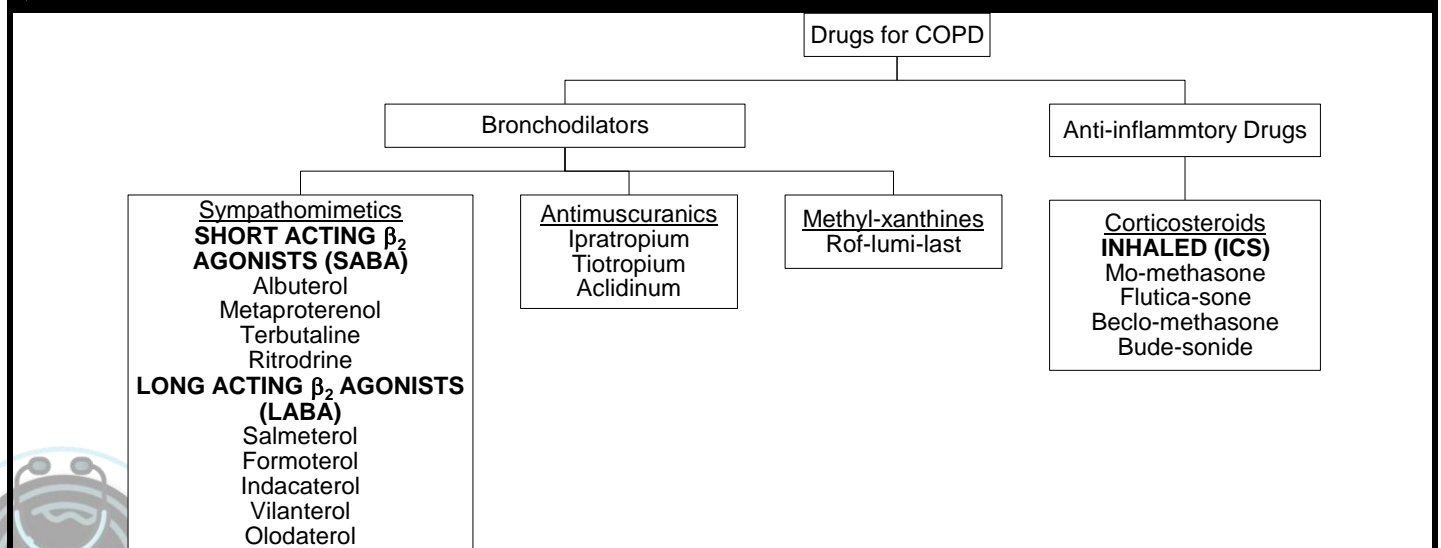 Drugs for COPD
Bronchodilators
Anti-inflammtory Drugs
Sympathomimetics
SHORT ACTING β₂
AGONISTS (SABA)
Albuterol
Metaproterenol
Terbutaline
Ritrodrine
LONG ACTING β₂ AGONISTS
(LABA)
Salmeterol
Formoterol
Indacaterol
Vilanterol
Olodaterol
Antimuscuranics
Ipratropium
Tiotropium
Aclidinum
Methyl-xanthines
Rof-lumi-last
Corticosteroids
INHALED (ICS)
Mo-methasone
Flutica-sone
Beclo-methasone
Bude-sonide